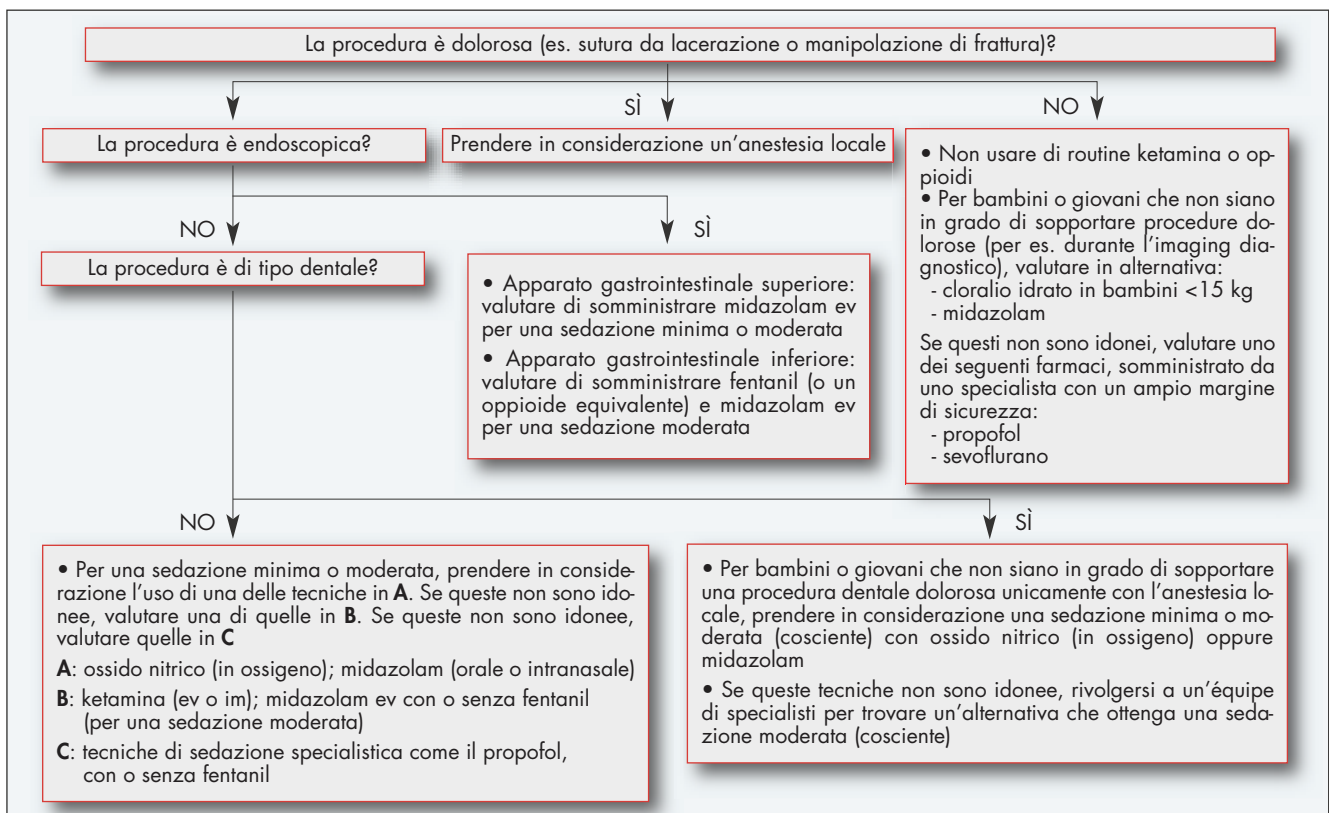 La procedura è dolorosa (es. sutura da lacerazione o manipolazione di frattura)?
SÌ
NO
La procedura è endoscopica?
Prendere in considerazione un'anestesia locale
• Non usare di routine ketamina o op-
pioidi
• Per bambini o giovani che non siano
in grado di sopportare procedure do-
lorose (per es. durante l'imaging dia-
gnostico), valutare in alternativa:
- cloralio idrato in bambini <15 kg
- midazolam
Se questi non sono idonei, valutare uno
dei seguenti farmaci, somministrato da
uno specialista con un ampio margine
di sicurezza:
- propofol
- sevoflurano
NO
SÌ
La procedura è di tipo dentale?
• Apparato gastrointestinale superiore:
valutare di somministrare midazolam ev
per una sedazione minima o moderata
• Apparato gastrointestinale inferiore:
valutare di somministrare fentanil (o un
oppioide equivalente) e midazolam ev
per una sedazione moderata
NO
SÌ
• Per una sedazione minima o moderata, prendere in conside-
razione l'uso di una delle tecniche in A. Se queste non sono ido-
nee, valutare una di quelle in B. Se queste non sono idonee,
valutare quelle in C
A: ossido nitrico (in ossigeno); midazolam (orale o intranasale)
B: ketamina (ev o im); midazolam ev con o senza fentanil
(per una sedazione moderata)
C: tecniche di sedazione specialistica come il propofol,
con o senza fentanil
• Per bambini o giovani che non siano in grado di sopportare
una procedura dentale dolorosa unicamente con l'anestesia lo-
cale, prendere in considerazione una sedazione minima o mo-
derata (cosciente) con ossido nitrico (in ossigeno) oppure
midazolam
• Se queste tecniche non sono idonee, rivolgersi a un'équipe
di specialisti per trovare un'alternativa che ottenga una seda-
zione moderata (cosciente)